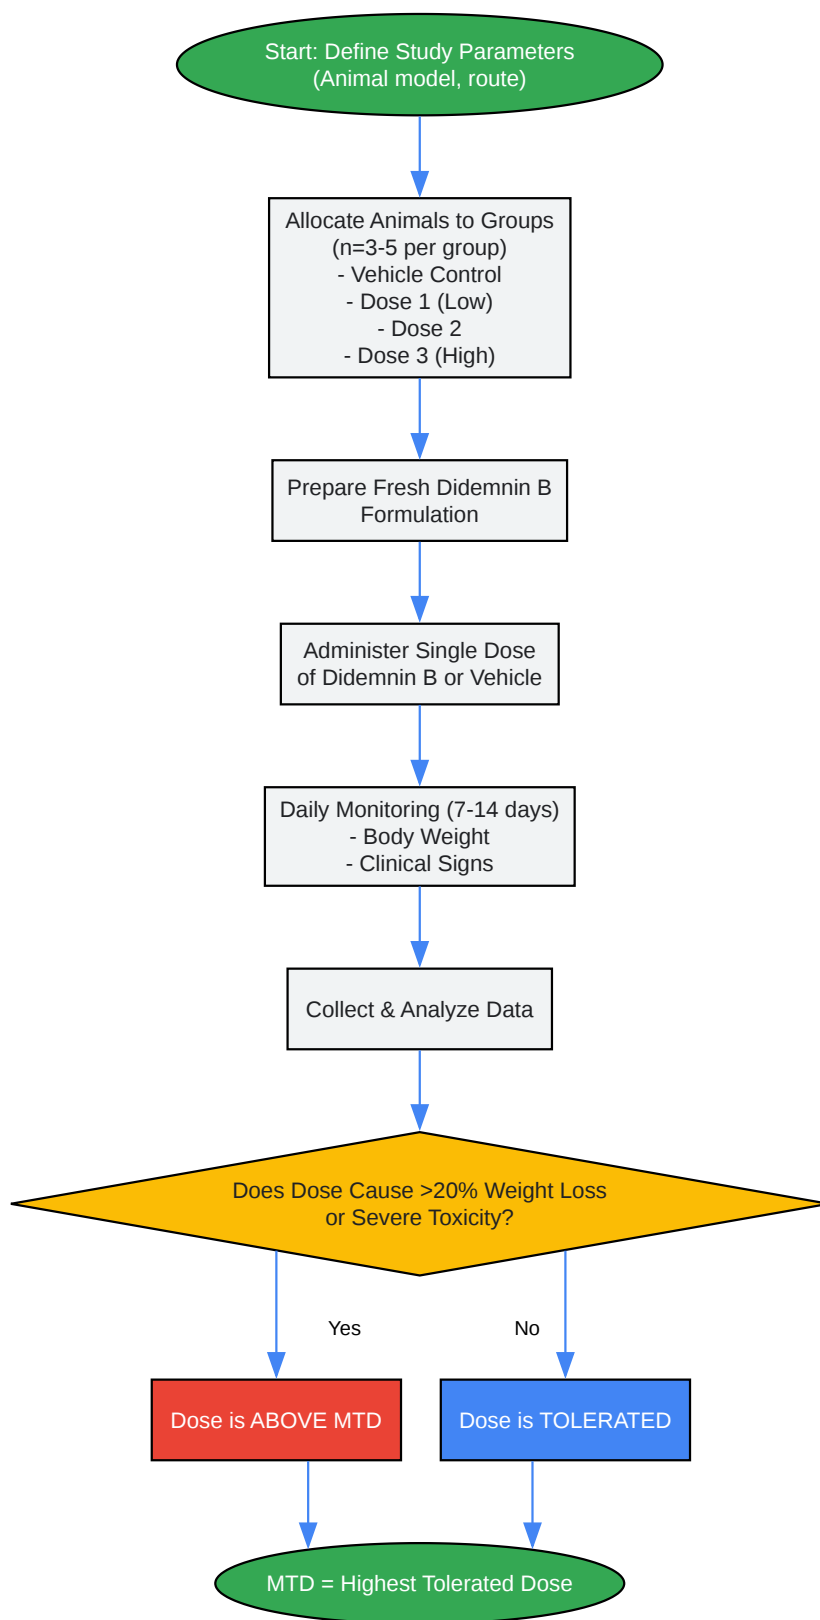 Start: Define Study Parameters
(Animal model, route)
Allocate Animals to Groups
(n=3-5 per group)
- Vehicle Control
- Dose 1 (Low)
- Dose 2
- Dose 3 (High)
Prepare Fresh Didemnin B
Formulation
Administer Single Dose
of Didemnin B or Vehicle
Daily Monitoring (7-14 days)
- Body Weight
- Clinical Signs
Collect & Analyze Data
Does Dose Cause >20% Weight Loss
or Severe Toxicity?
Yes
No
Dose is ABOVE MTD
Dose is TOLERATED
MTD = Highest Tolerated Dose